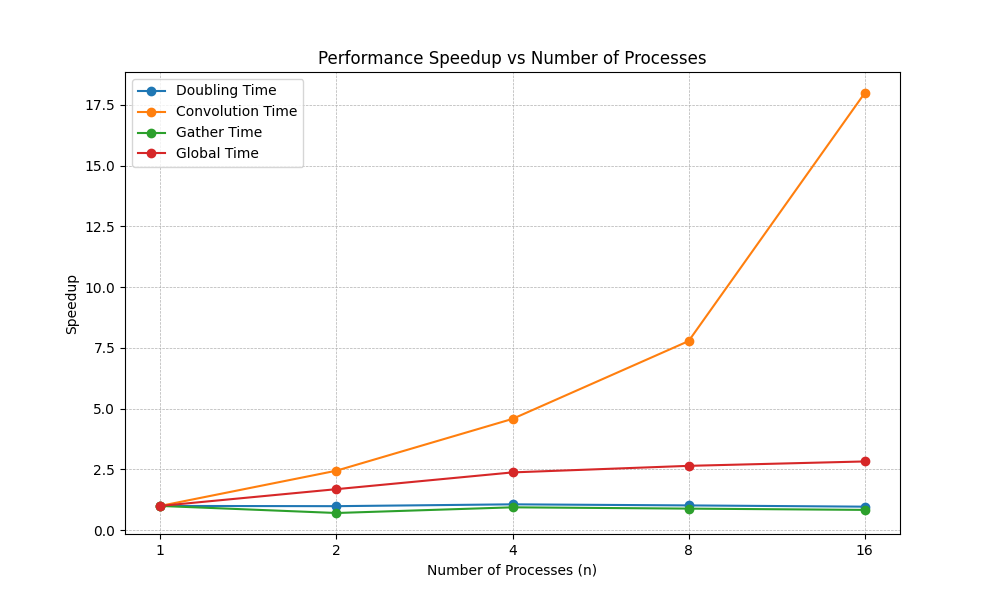 Performance Speedup vs Number of Processes
Doubling Time
Convolution Time
Gather Time
Global Time
17.5
15.0
12.5
10.0
7.5
5.0
2.5
0.0
Speedup
1 2 4 8 16
Number of Processes (n)